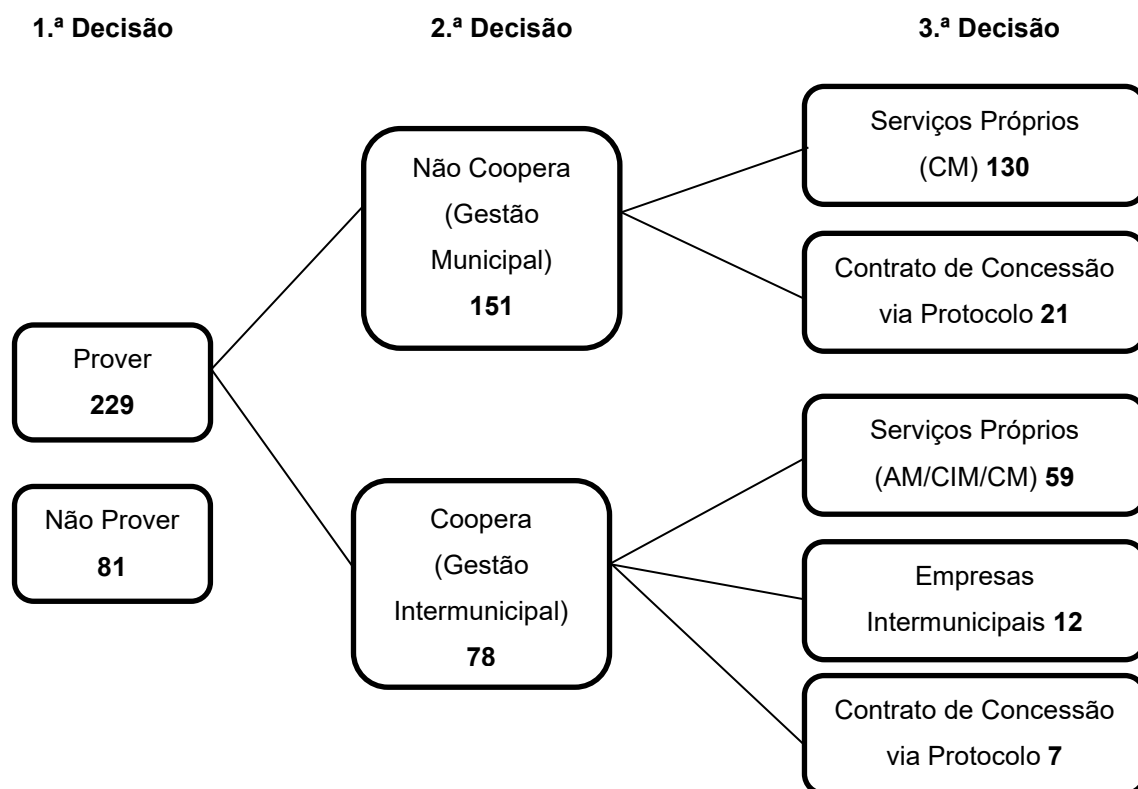 1.ª Decisão
2.ª Decisão
3.ª Decisão
Prover
229
Não Prover
81
Não Coopera
(Gestão
Municipal)
151
Coopera
(Gestão
Intermunicipal)
78
Serviços Próprios
(CM) 130
Contrato de Concessão
via Protocolo 21
Serviços Próprios
(AM/CIM/CM) 59
Empresas
Intermunicipais 12
Contrato de Concessão
via Protocolo 7